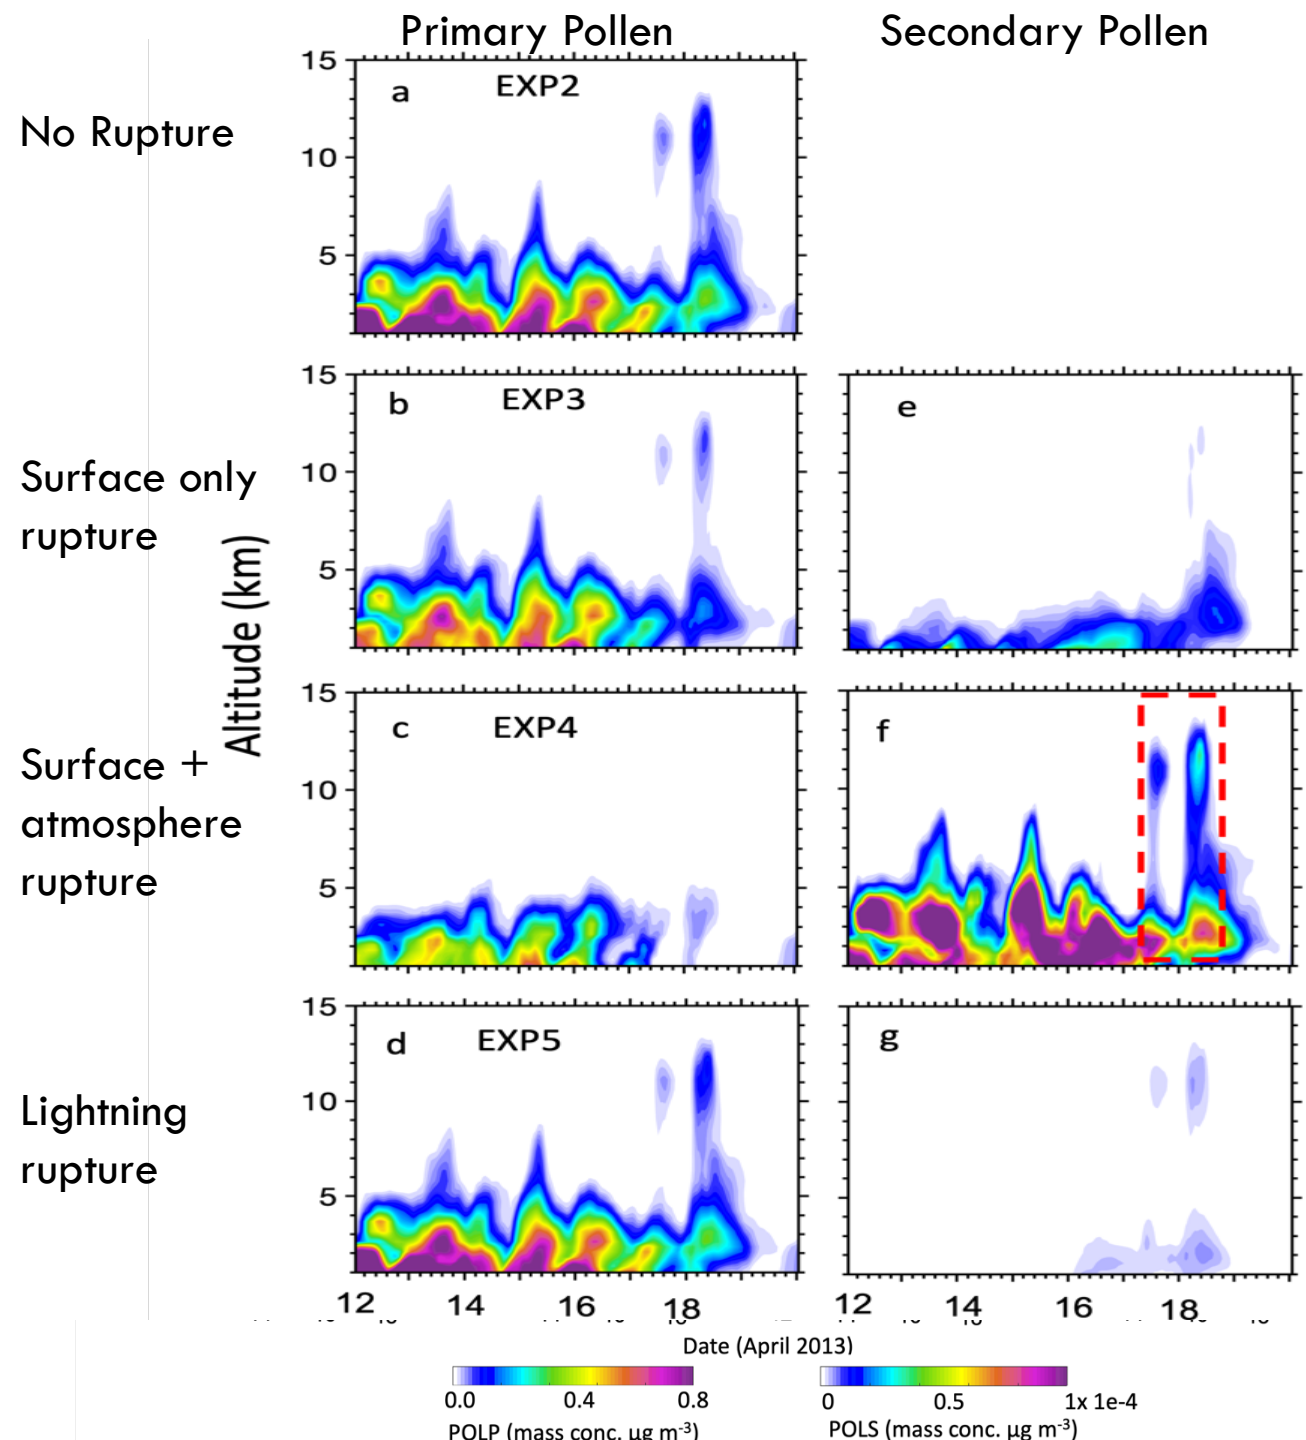 Primary Pollen
Secondary Pollen
No Rupture
15
10
5
a
EXP2
Surface only
rupture
15
10
5
b
EXP3
e
Altitude (km)
Surface +
atmosphere
rupture
15
10
5
c
EXP4
f
Lightning
rupture
15
10
5
d
EXP5
g
12 14 16 18
12 14 16 18
Date (April 2013)
0.0 0.4 0.8
POLP (mass conc. µg m-3)
0 0.5 1x 1e-4
POLS (mass conc. µg m-3)